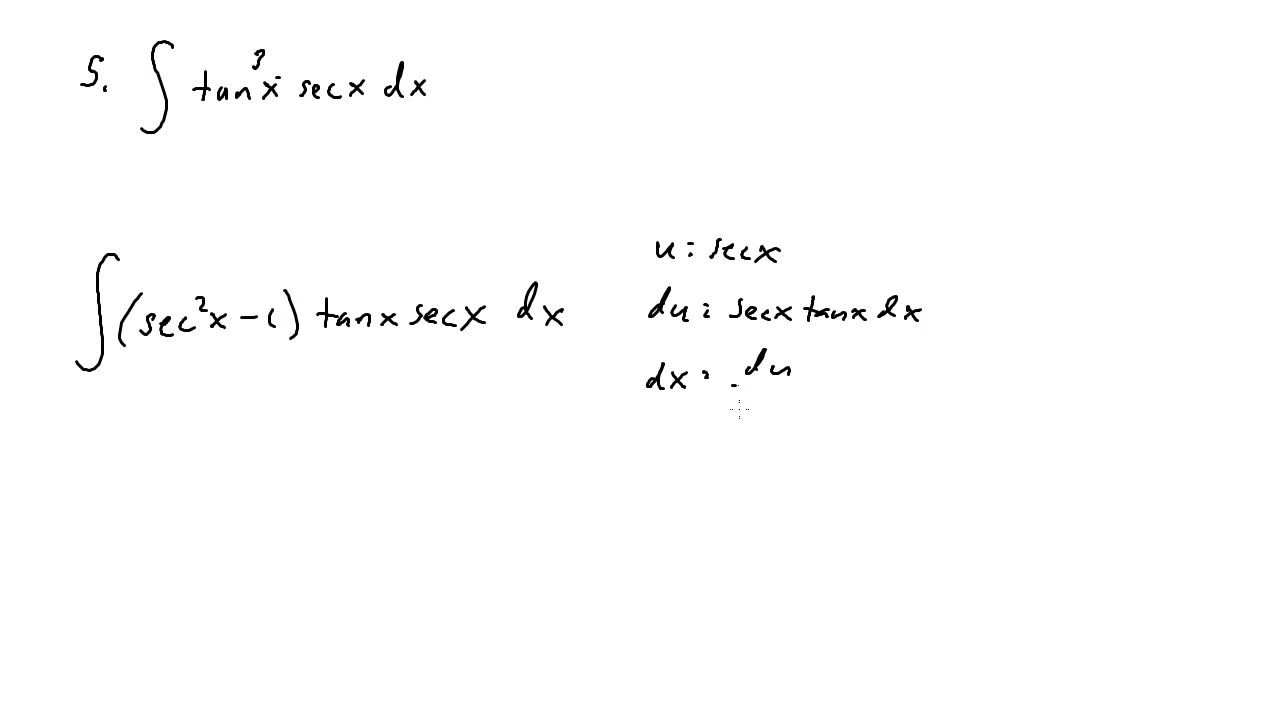 5. ∫ tan³x · secx dx
∫ (sec²x - 1) tanx secx dx
u = secx
du = secx tanx dx
dx = du